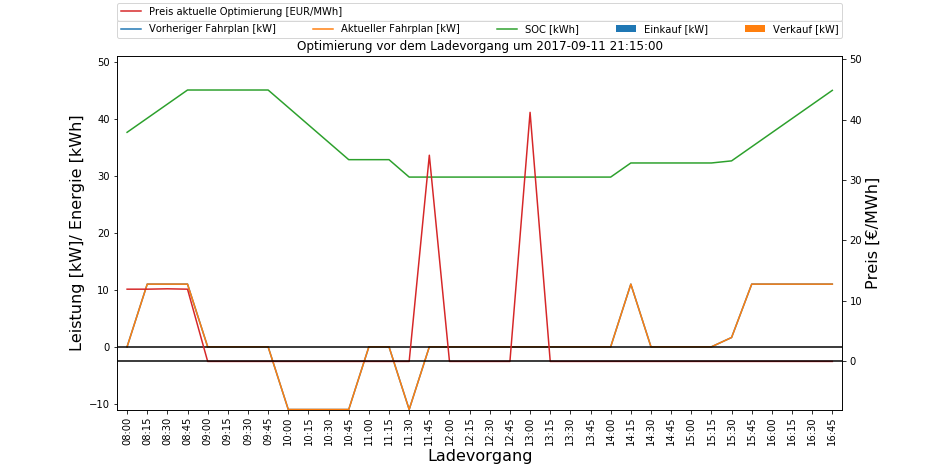 Preis aktuelle Optimierung [EUR/MWh]
Vorheriger Fahrplan [kW] Aktueller Fahrplan [kW] SOC [kWh] Einkauf [kW] Verkauf [kW]
Optimierung vor dem Ladevorgang um 2017-09-11 21:15:00
Leistung [kW]/ Energie [kWh]
50
40
30
20
10
0
−10
50
40
30
20
10
0
Preis [€/MWh]
08:00 08:15 08:30 08:45 09:00 09:15 09:30 09:45 10:00 10:15 10:30 10:45 11:00 11:15 11:30 11:45 12:00 12:15 12:30 12:45 13:00 13:15 13:30 13:45 14:00 14:15 14:30 14:45 15:00 15:15 15:30 15:45 16:00 16:15 16:30 16:45
Ladevorgang